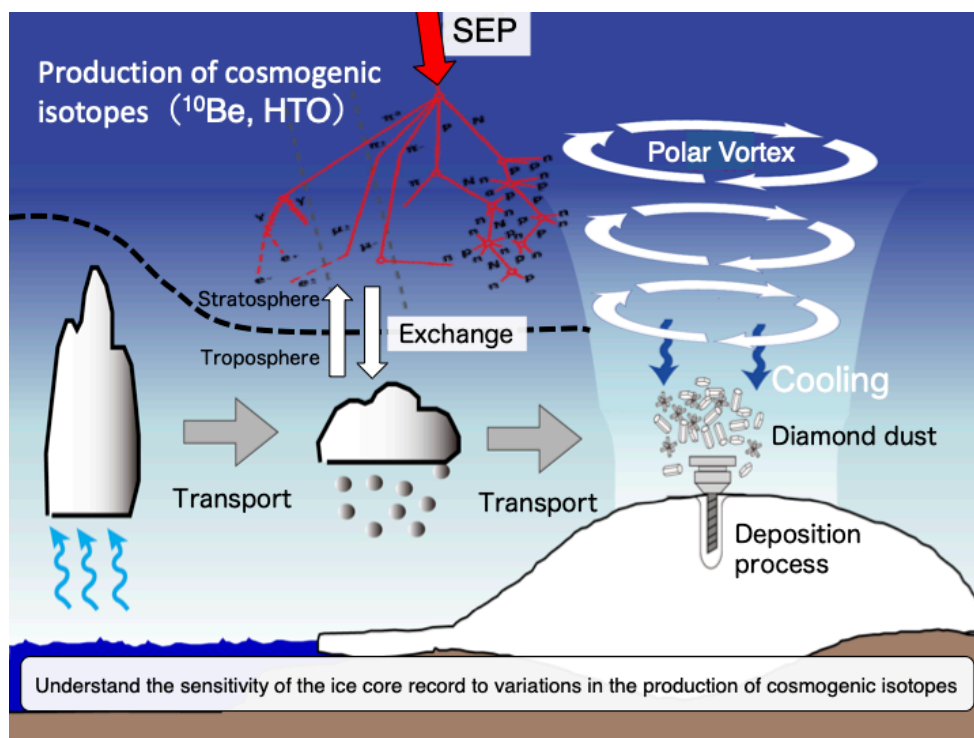 SEP
Production of cosmogenic
isotopes（¹⁰Be, HTO）
Polar Vortex
Stratosphere
Exchange
Troposphere
Cooling
Diamond dust
Transport
Transport
Deposition
process
Understand the sensitivity of the ice core record to variations in the production of cosmogenic isotopes